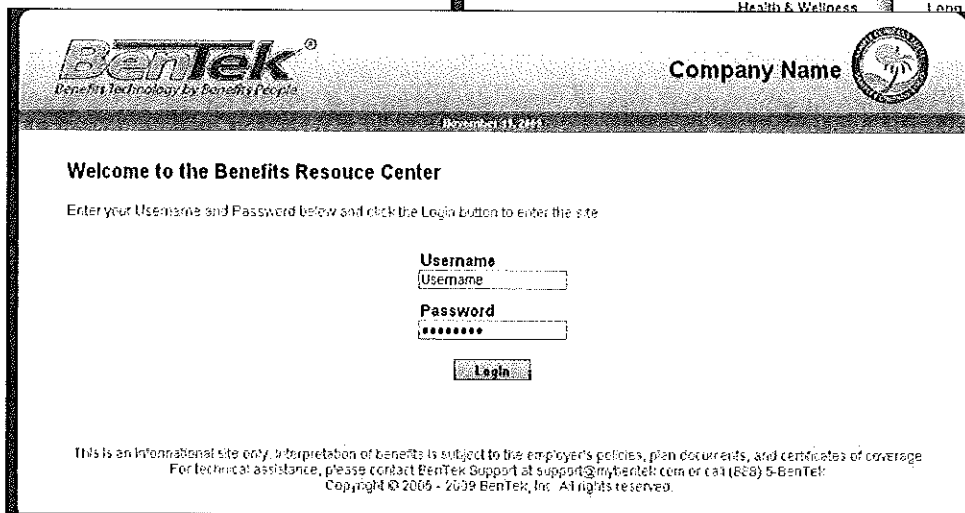 Health & Wellness Long
BenTek®
Benefits Technology by Benefits People
Company Name
Welcome to the Benefits Resouce Center
Enter your Username and Password below and click the Login button to enter the site
Username
Username
Password
••••••••
Login
This is an informational site only. Interpretation of benefits is subject to the employer's policies, plan documents, and certificates of coverage
For technical assistance, please contact BenTek Support at support@mybentek.com or call (888) 5-BenTek
Copyright © 2005 - 2009 BenTek, Inc. All rights reserved.